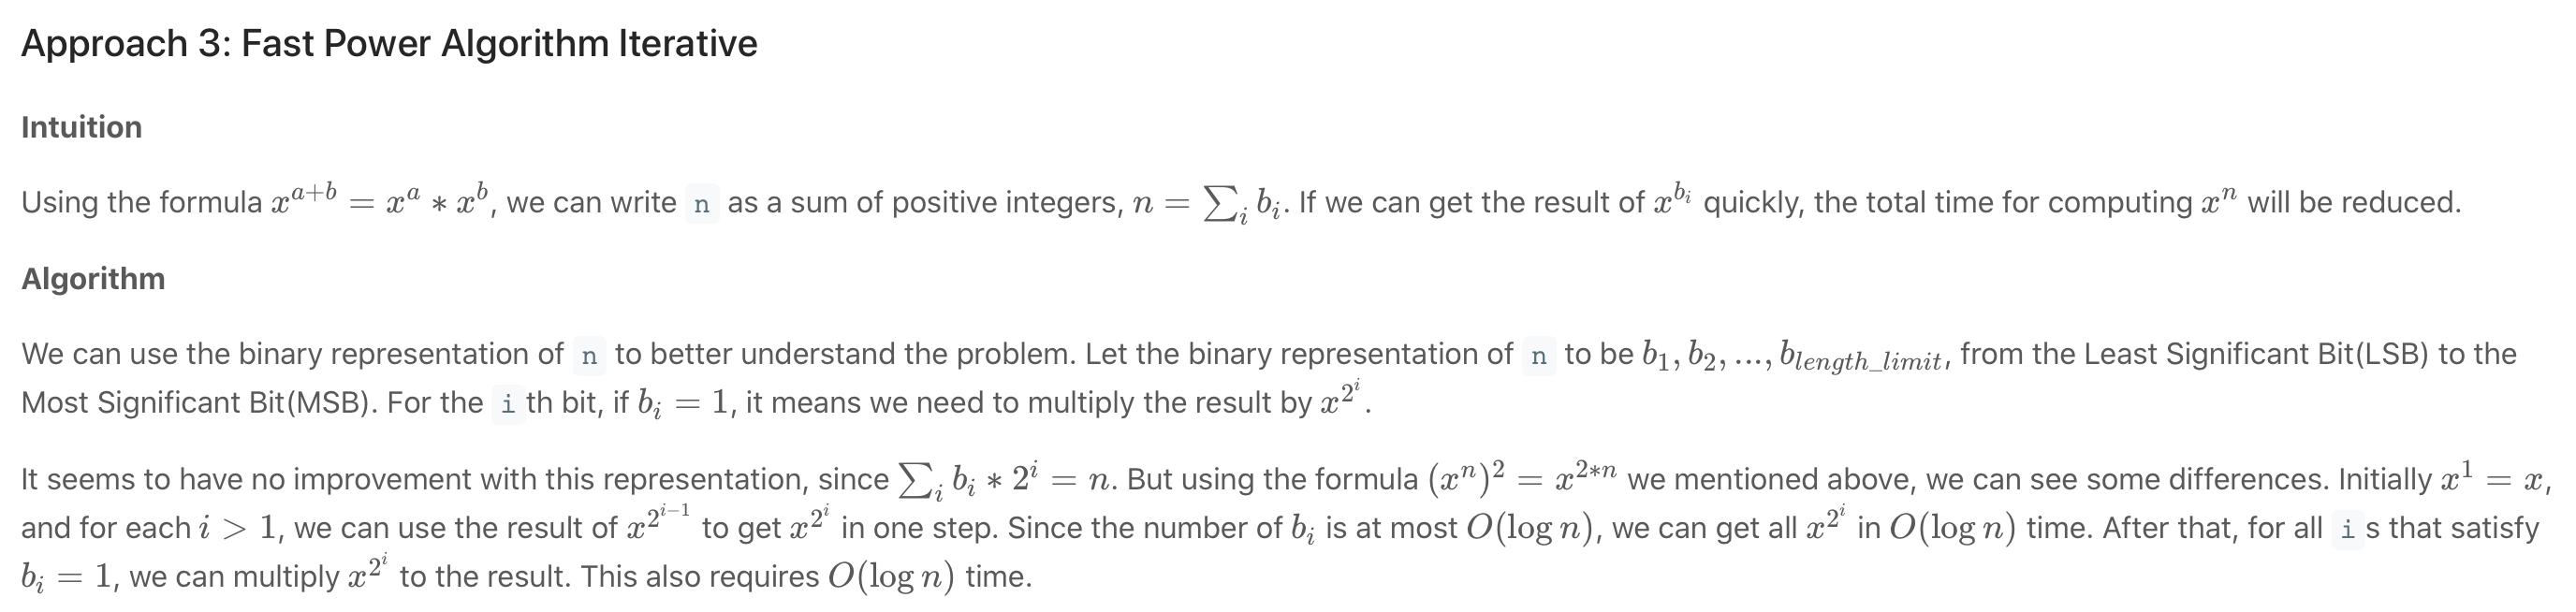 Approach 3: Fast Power Algorithm Iterative
Intuition
Using the formula $x^{a+b} = x^a * x^b$, we can write n as a sum of positive integers, $n = \sum_i b_i$. If we can get the result of $x^{b_i}$ quickly, the total time for computing $x^n$ will be reduced.
Algorithm
We can use the binary representation of n to better understand the problem. Let the binary representation of n to be $b_1, b_2, ..., b_{length\_limit}$, from the Least Significant Bit(LSB) to the
Most Significant Bit(MSB). For the i th bit, if $b_i = 1$, it means we need to multiply the result by $x^{2^i}$.
It seems to have no improvement with this representation, since $\sum_i b_i * 2^i = n$. But using the formula $(x^n)^2 = x^{2*n}$ we mentioned above, we can see some differences. Initially $x^1 = x$,
and for each $i > 1$, we can use the result of $x^{2^{i-1}}$ to get $x^{2^i}$ in one step. Since the number of $b_i$ is at most $O(\log n)$, we can get all $x^{2^i}$ in $O(\log n)$ time. After that, for all i s that satisfy
$b_i = 1$, we can multiply $x^{2^i}$ to the result. This also requires $O(\log n)$ time.